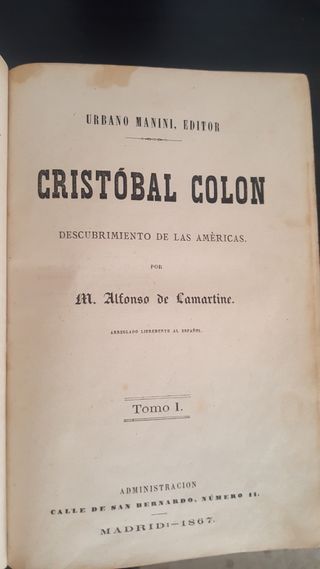 URBANO MANINI, EDITOR
CRISTÓBAL COLON
DESCUBRIMIENTO DE LAS AMÈRICAS.
POR
M. Alfonso de Lamartine.
ARREGLADO LIBREMENTE AL ESPAÑOL.
Tomo I.
ADMINISTRACION
CALLE DE SAN BERNARDO, NÚMERO 11.
MADRID:—1867.